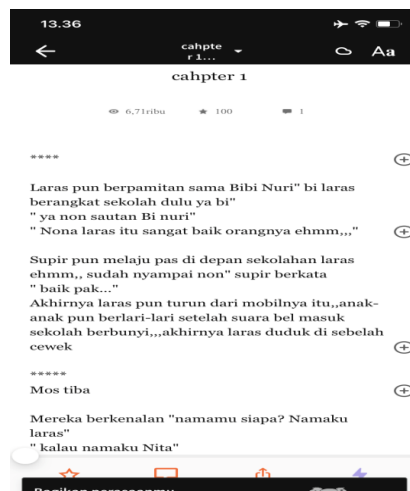 13.36
cahpte
r 1...
Aa
cahpter 1
6,71ribu
100
1
****
Laras pun berpamitan sama Bibi Nuri" bi laras
berangkat sekolah dulu ya bi"
" ya non sautan Bi nuri"
" Nona laras itu sangat baik orangnya ehmm,,,"
Supir pun melaju pas di depan sekolahan laras
ehmm,, sudah nyampai non" supir berkata
" baik pak..."
Akhirnya laras pun turun dari mobilnya itu,,anak-
anak pun berlari-lari setelah suara bel masuk
sekolah berbunyi,,,akhirnya laras duduk di sebelah
cewek
*****
Mos tiba
Mereka berkenalan "namamu siapa? Namaku
laras"
" kalau namaku Nita"